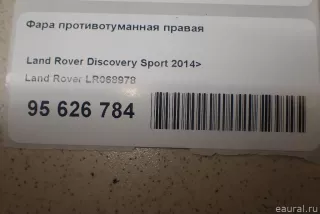 Фара противотуманная правая
Land Rover Discovery Sport 2014>
Land Rover LR068978
95 626 784
eaural.ru